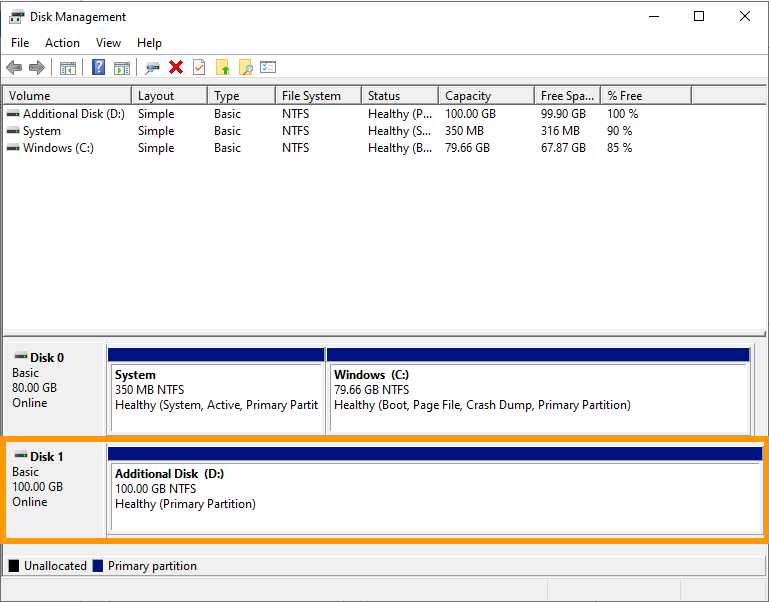 Disk Management
File Action View Help
Volume Layout Type File System Status Capacity Free Spa... % Free
Additional Disk (D:) Simple Basic NTFS Healthy (P... 100.00 GB 99.90 GB 100 %
System Simple Basic NTFS Healthy (S... 350 MB 316 MB 90 %
Windows (C:) Simple Basic NTFS Healthy (B... 79.66 GB 67.87 GB 85 %
Disk 0
Basic
80.00 GB
Online
System
350 MB NTFS
Healthy (System, Active, Primary Partit
Windows (C:)
79.66 GB NTFS
Healthy (Boot, Page File, Crash Dump, Primary Partition)
Disk 1
Basic
100.00 GB
Online
Additional Disk (D:)
100.00 GB NTFS
Healthy (Primary Partition)
Unallocated Primary partition